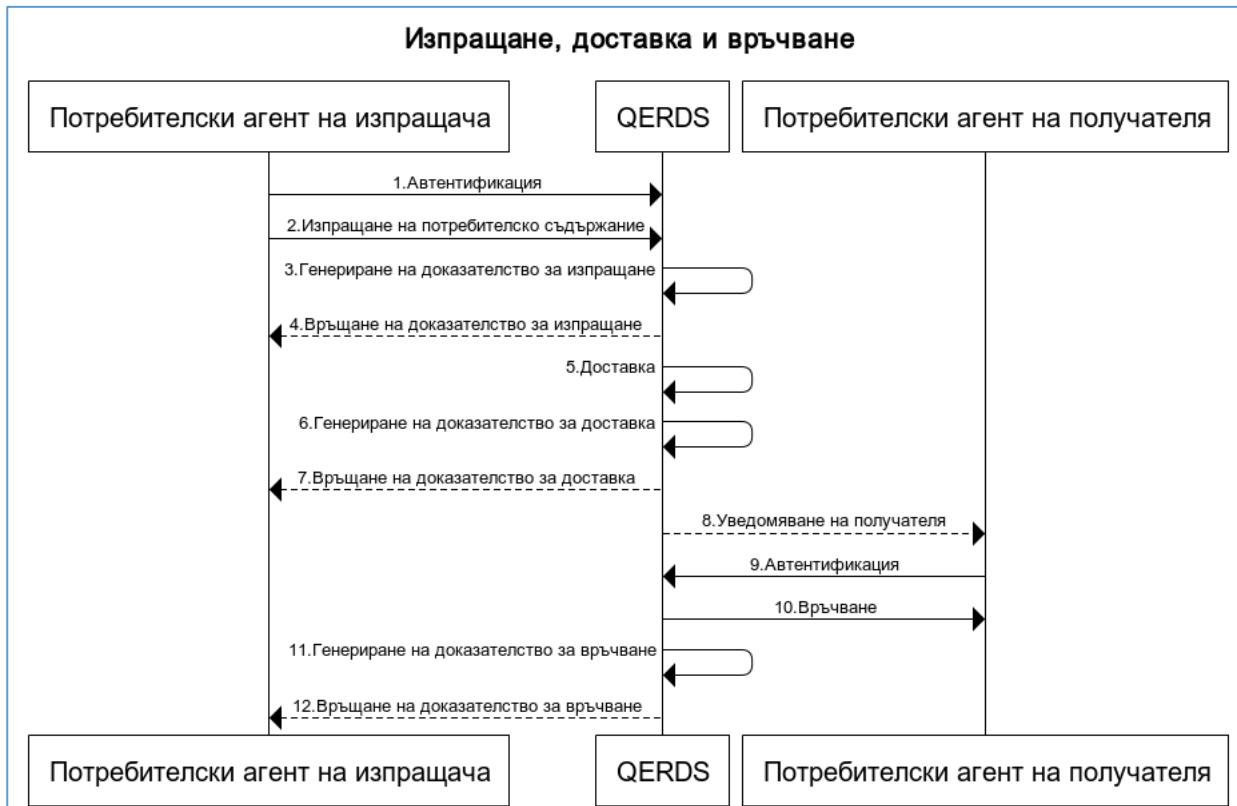 Изпращане, доставка и връчване
Потребителски агент на изпращача
QERDS
Потребителски агент на получателя
1.Автентификация
2.Изпращане на потребителско съдържание
3.Генериране на доказателство за изпращане
4.Връщане на доказателство за изпращане
5.Доставка
6.Генериране на доказателство за доставка
7.Връщане на доказателство за доставка
8.Уведомяване на получателя
9.Автентификация
10.Връчване
11.Генериране на доказателство за връчване
12.Връщане на доказателство за връчване
Потребителски агент на изпращача
QERDS
Потребителски агент на получателя